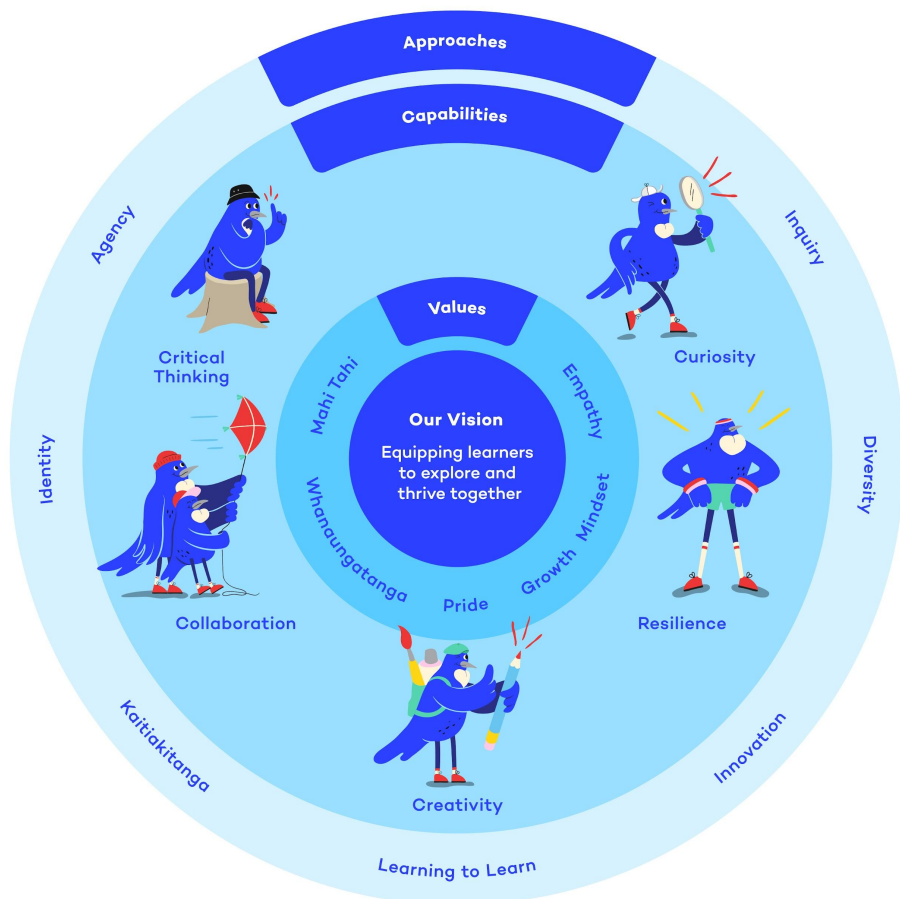 Approaches
Capabilities
Agency
Inquiry
Critical
Thinking
Curiosity
Values
Mahi Tahi
Empathy
Our Vision
Equipping learners
to explore and
thrive together
Identity
Diversity
Whanaungatanga
Pride
Growth Mindset
Collaboration
Resilience
Kaitiakitanga
Innovation
Creativity
Learning to Learn